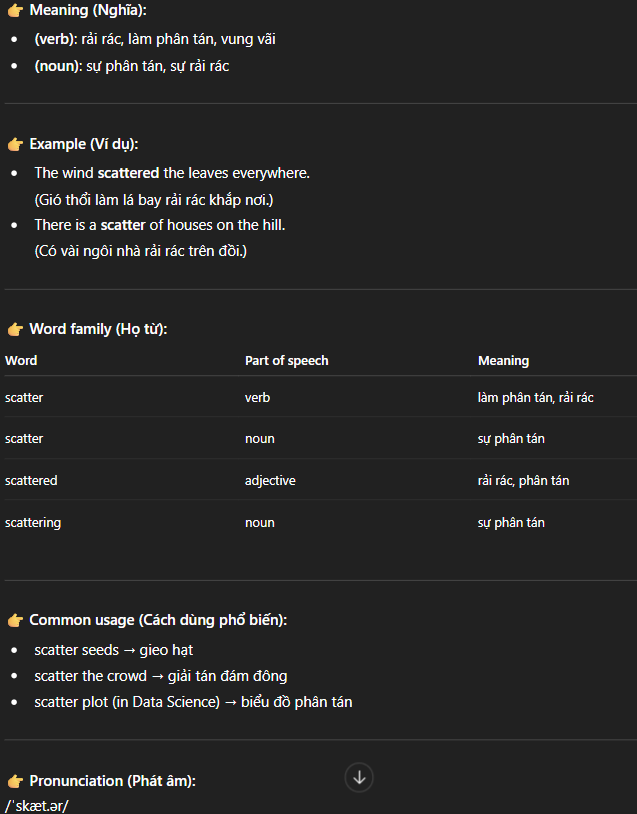 👉 Meaning (Nghĩa):
• (verb): rải rác, làm phân tán, vung vãi
• (noun): sự phân tán, sự rải rác
👉 Example (Ví dụ):
• The wind scattered the leaves everywhere.
(Gió thổi làm lá bay rải rác khắp nơi.)
• There is a scatter of houses on the hill.
(Có vài ngôi nhà rải rác trên đồi.)
👉 Word family (Họ từ):
Word Part of speech Meaning
scatter verb làm phân tán, rải rác
scatter noun sự phân tán
scattered adjective rải rác, phân tán
scattering noun sự phân tán
👉 Common usage (Cách dùng phổ biến):
• scatter seeds → gieo hạt
• scatter the crowd → giải tán đám đông
• scatter plot (in Data Science) → biểu đồ phân tán
👉 Pronunciation (Phát âm):
/ˈskæt.ər/